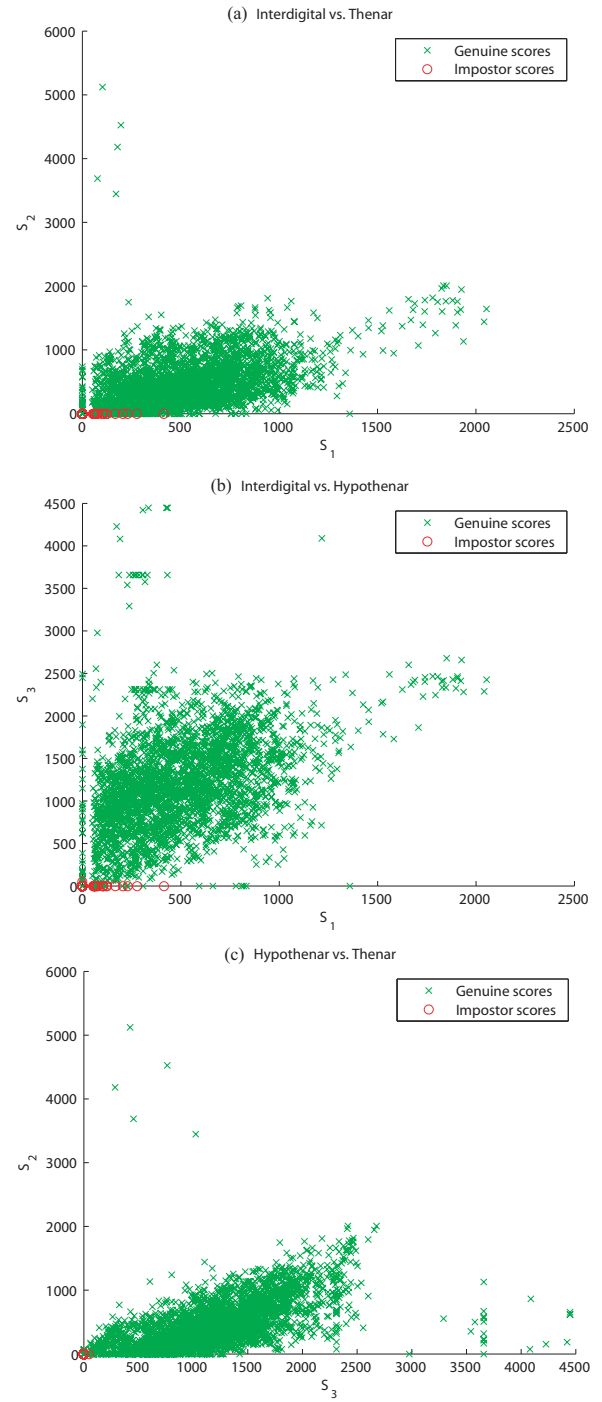 (a) Interdigital vs. Thenar
6000
5000
4000
3000
2000
1000
0
S2
Genuine scores
Impostor scores
0 500 1000 1500 2000 2500
S1
(b) Interdigital vs. Hypothenar
4500
4000
3500
3000
2500
2000
1500
1000
500
0
S3
Genuine scores
Impostor scores
0 500 1000 1500 2000 2500
S1
(c) Hypothenar vs. Thenar
6000
5000
4000
3000
2000
1000
0
S2
Genuine scores
Impostor scores
0 500 1000 1500 2000 2500 3000 3500 4000 4500
S3